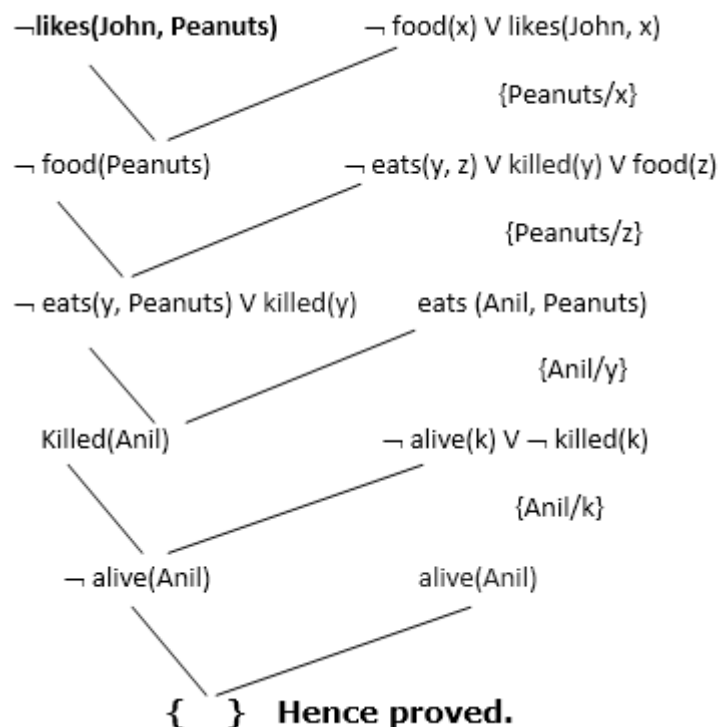 ¬likes(John, Peanuts) ¬ food(x) V likes(John, x)
{Peanuts/x}
¬ food(Peanuts) ¬ eats(y, z) V killed(y) V food(z)
{Peanuts/z}
¬ eats(y, Peanuts) V killed(y) eats (Anil, Peanuts)
{Anil/y}
Killed(Anil) ¬ alive(k) V ¬ killed(k)
{Anil/k}
¬ alive(Anil) alive(Anil)
{ } Hence proved.